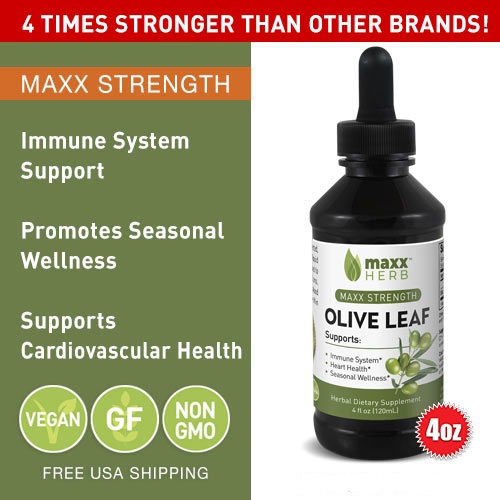 4 TIMES STRONGER THAN OTHER BRANDS!
MAXX STRENGTH
Immune System
Support
Promotes Seasonal
Wellness
Supports
Cardiovascular Health
VEGAN
GF
NON
GMO
FREE USA SHIPPING
maxx™
HERB
MAXX STRENGTH
OLIVE LEAF
Supports:
• Immune System*
• Heart Health*
• Seasonal Wellness*
Herbal Dietary Supplement
4 fl oz (120mL)
4oz